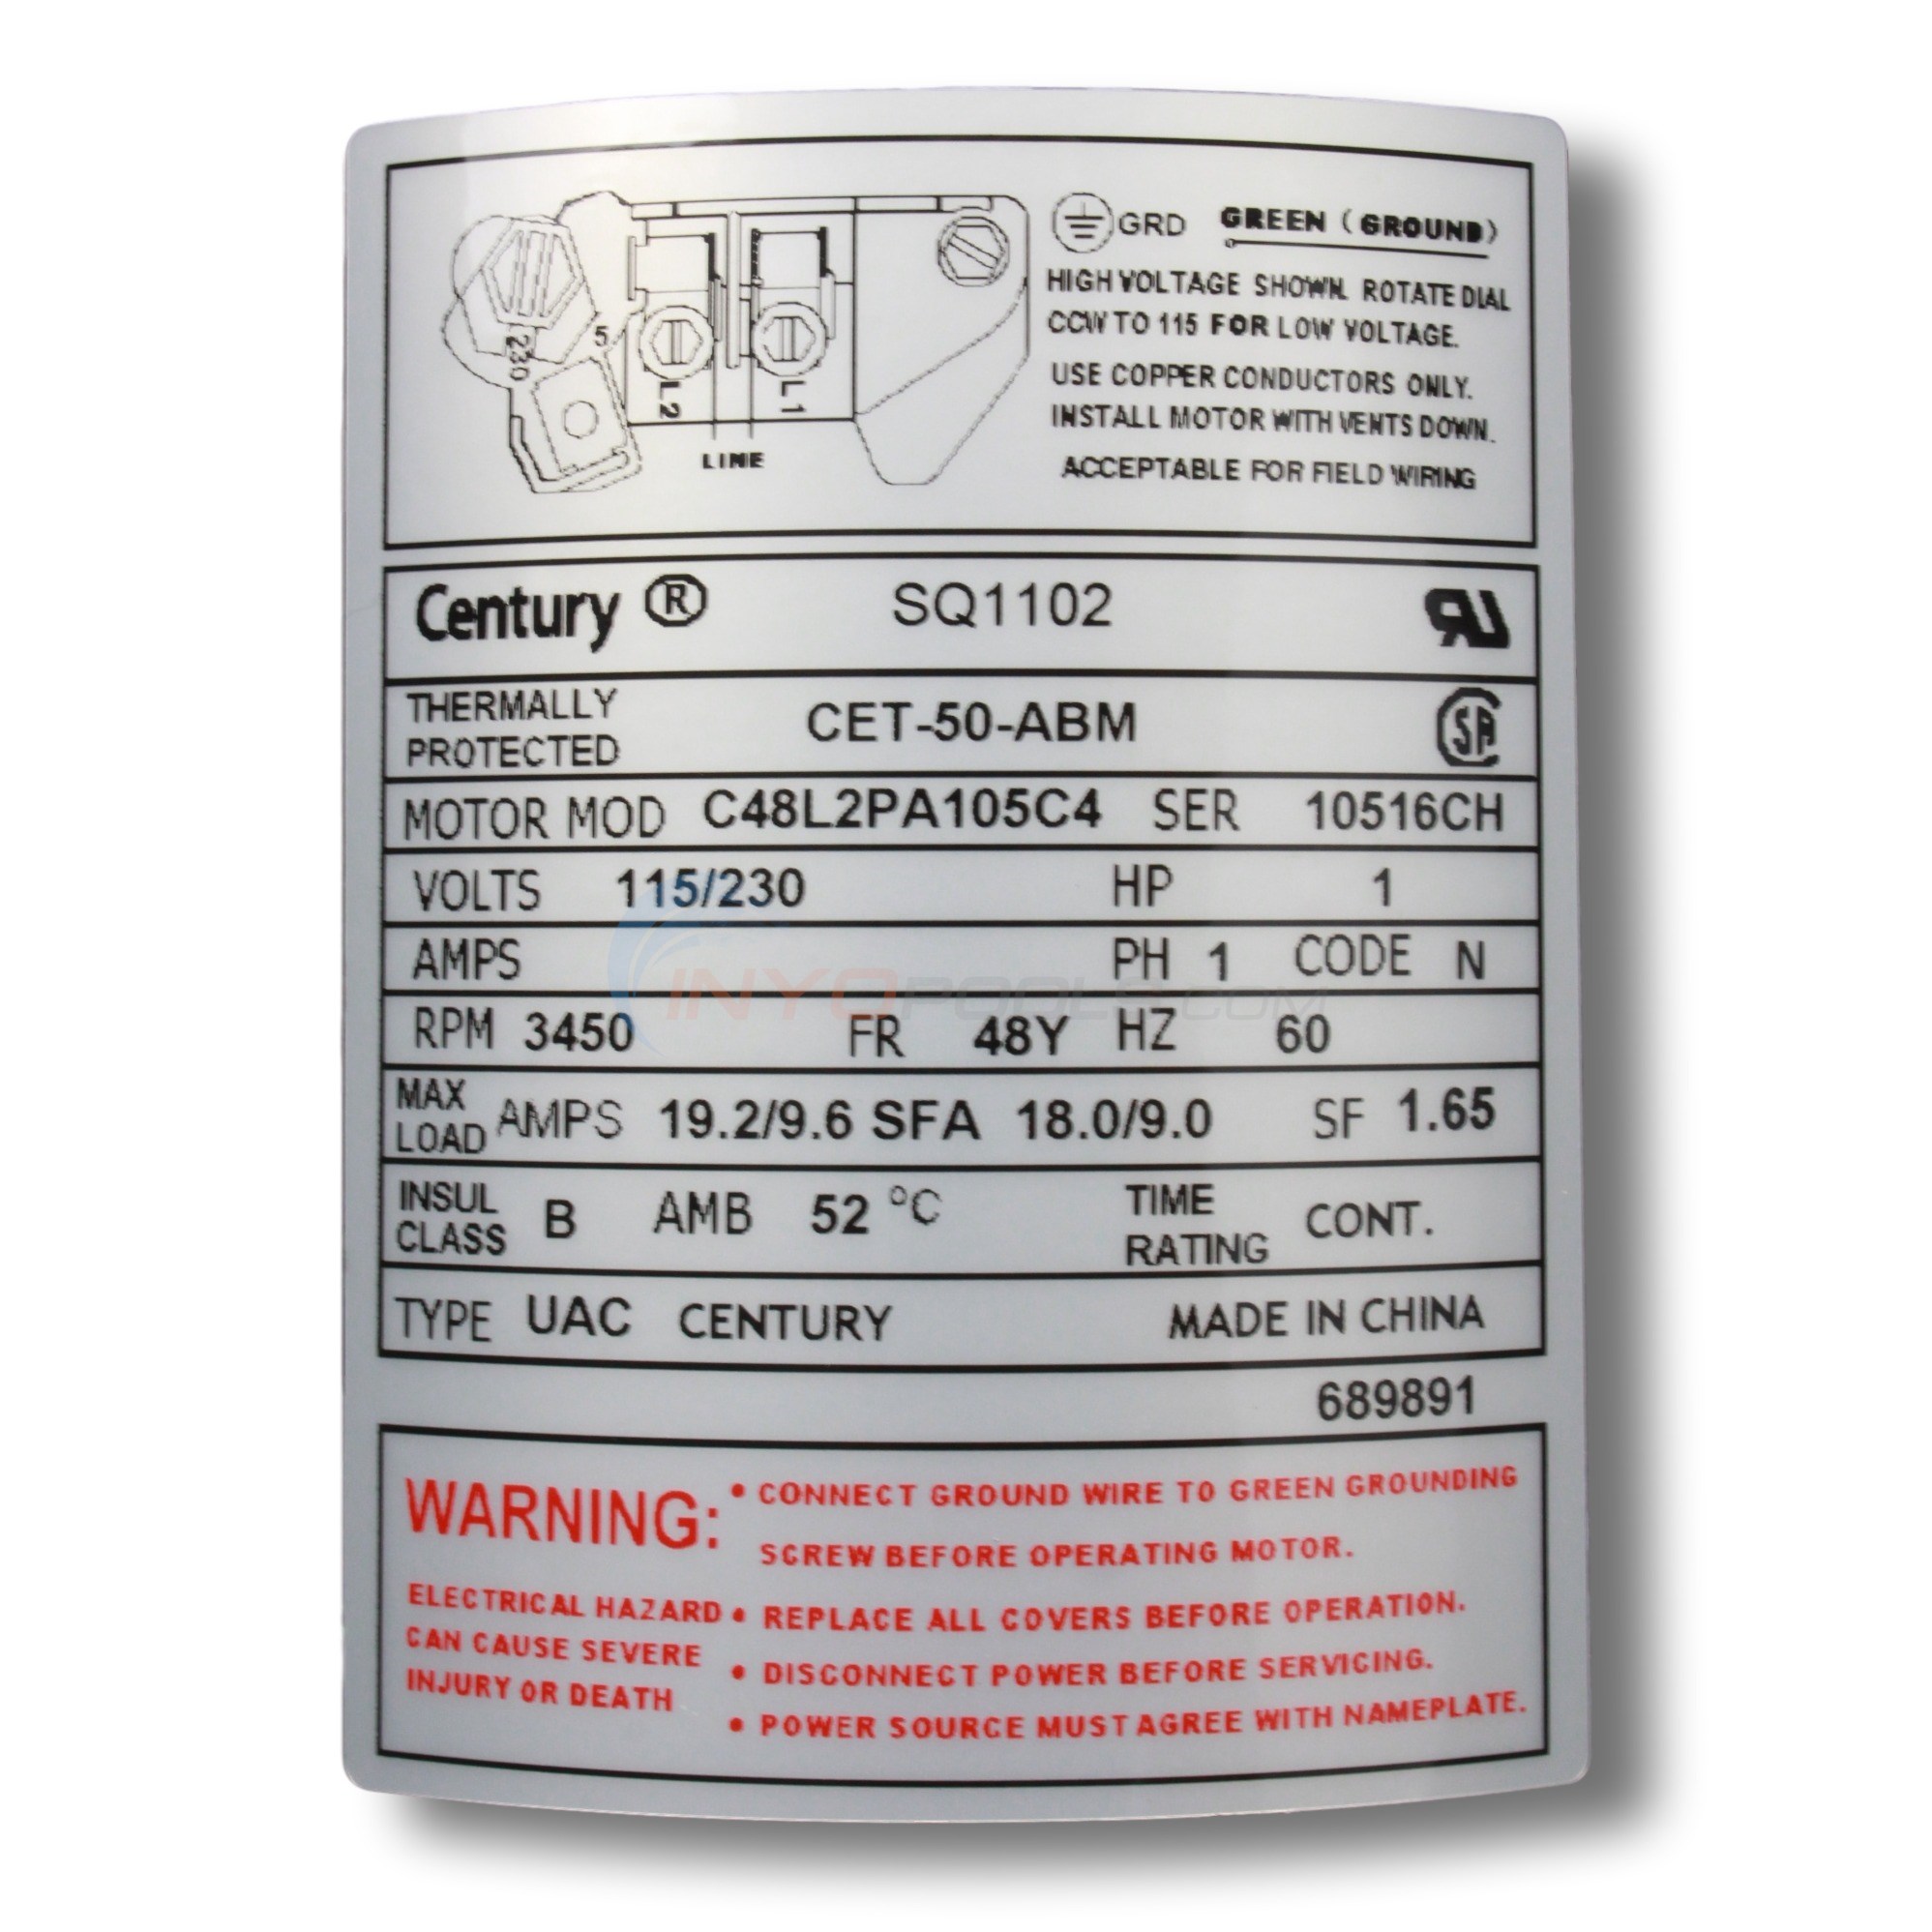 GRD GREEN (GROUND)
HIGH VOLTAGE SHOWN. ROTATE DIAL
CCW TO 115 FOR LOW VOLTAGE.
USE COPPER CONDUCTORS ONLY.
INSTALL MOTOR WITH VENTS DOWN.
ACCEPTABLE FOR FIELD WIRING
230
5
L2
L1
LINE
Century ® SQ1102 RU
THERMALLY
PROTECTED
CET-50-ABM
SA
MOTOR MOD C48L2PA105C4 SER 10516CH
VOLTS 115/230 HP 1
AMPS PH 1 CODE N
INYOPOOLS.COM
RPM 3450 FR 48Y HZ 60
MAX
LOAD
AMPS 19.2/9.6 SFA 18.0/9.0 SF 1.65
INSUL
CLASS
B AMB 52 °C
TIME
RATING
CONT.
TYPE UAC CENTURY MADE IN CHINA
689891
WARNING:
ELECTRICAL HAZARD
CAN CAUSE SEVERE
INJURY OR DEATH
• CONNECT GROUND WIRE TO GREEN GROUNDING
SCREW BEFORE OPERATING MOTOR.
• REPLACE ALL COVERS BEFORE OPERATION.
• DISCONNECT POWER BEFORE SERVICING.
• POWER SOURCE MUST AGREE WITH NAMEPLATE.